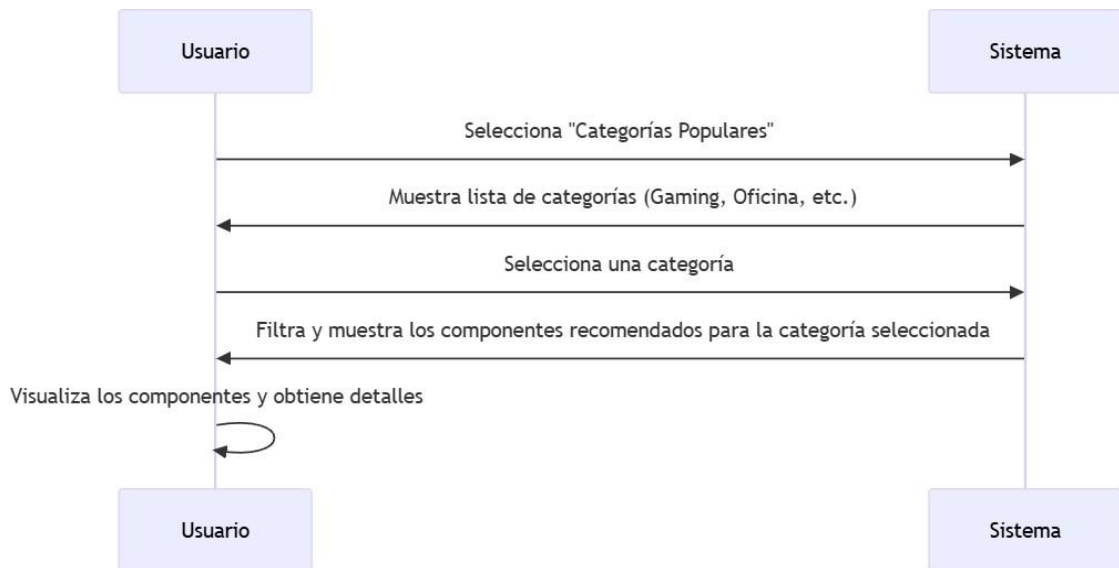 Usuario
Sistema
Selecciona "Categorías Populares"
Muestra lista de categorías (Gaming, Oficina, etc.)
Selecciona una categoría
Filtra y muestra los componentes recomendados para la categoría seleccionada
Visualiza los componentes y obtiene detalles
Usuario
Sistema